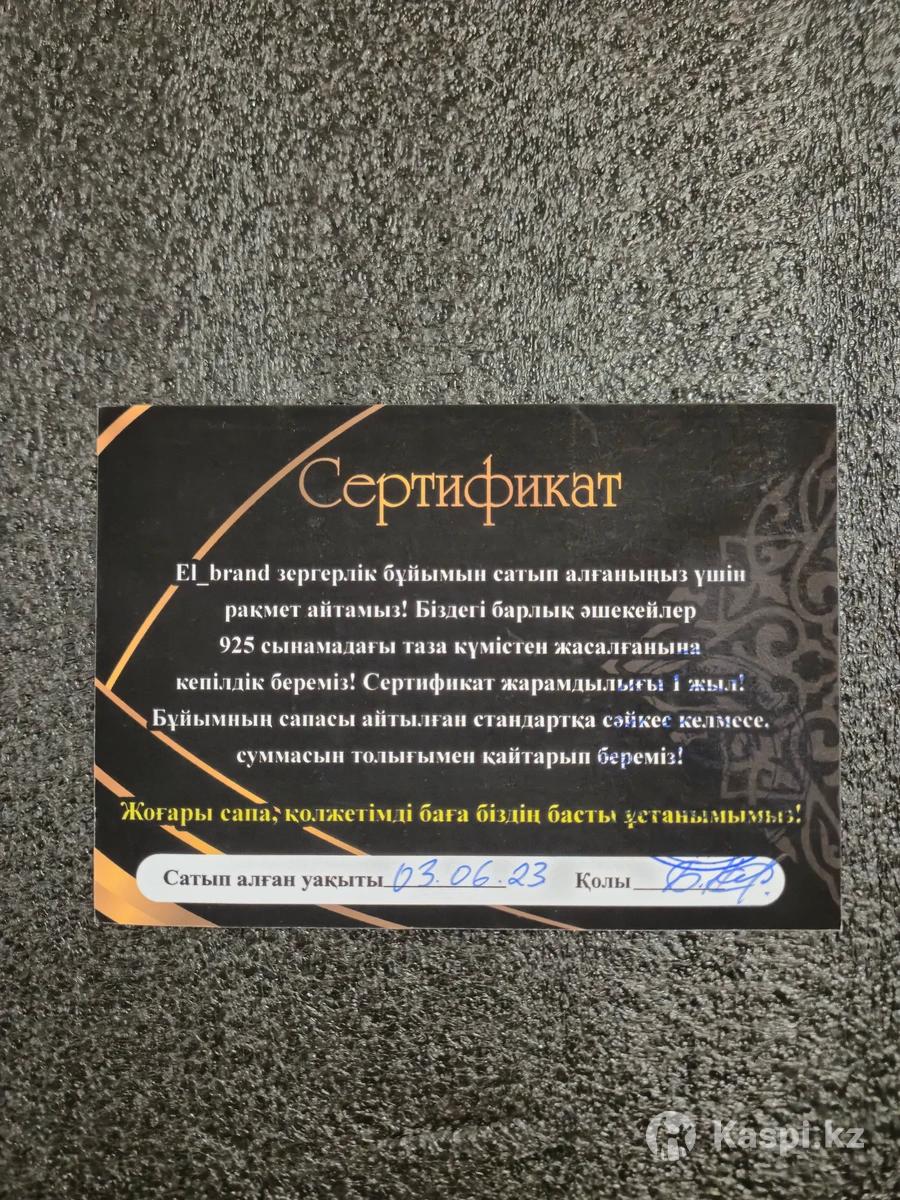 Сертификат
El_brand зергерлік бұйымын сатып алғаныңыз үшін
рақмет айтамыз! Біздегі барлық әшекейлер
925 сынамадағы таза күмістен жасалғанына
кепілдік береміз! Сертификат жарамдылығы 1 жыл!
Бұйымның сапасы айтылған стандартқа сәйкес келмесе,
суммасын толығымен қайтарып береміз!
Жоғары сапа, қолжетімді баға біздің басты ұстанымымыз!
Сатып алған уақыты 03.06.23 Қолы
Kaspi.kz